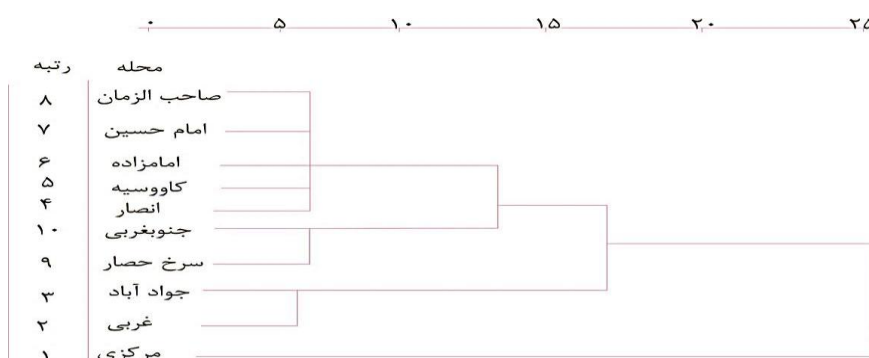 ۰ ۵ ۱۰ ۱۵ ۲۰ ۲۵
رتبه محله
۸ صاحب الزمان
۷ امام حسین
۶ امامزاده
۵ کاووسیه
۴ انصار
۱۰ جنوبغربی
۹ سرخ حصار
۳ جواد آباد
۲ غربی
۱ مرکزی